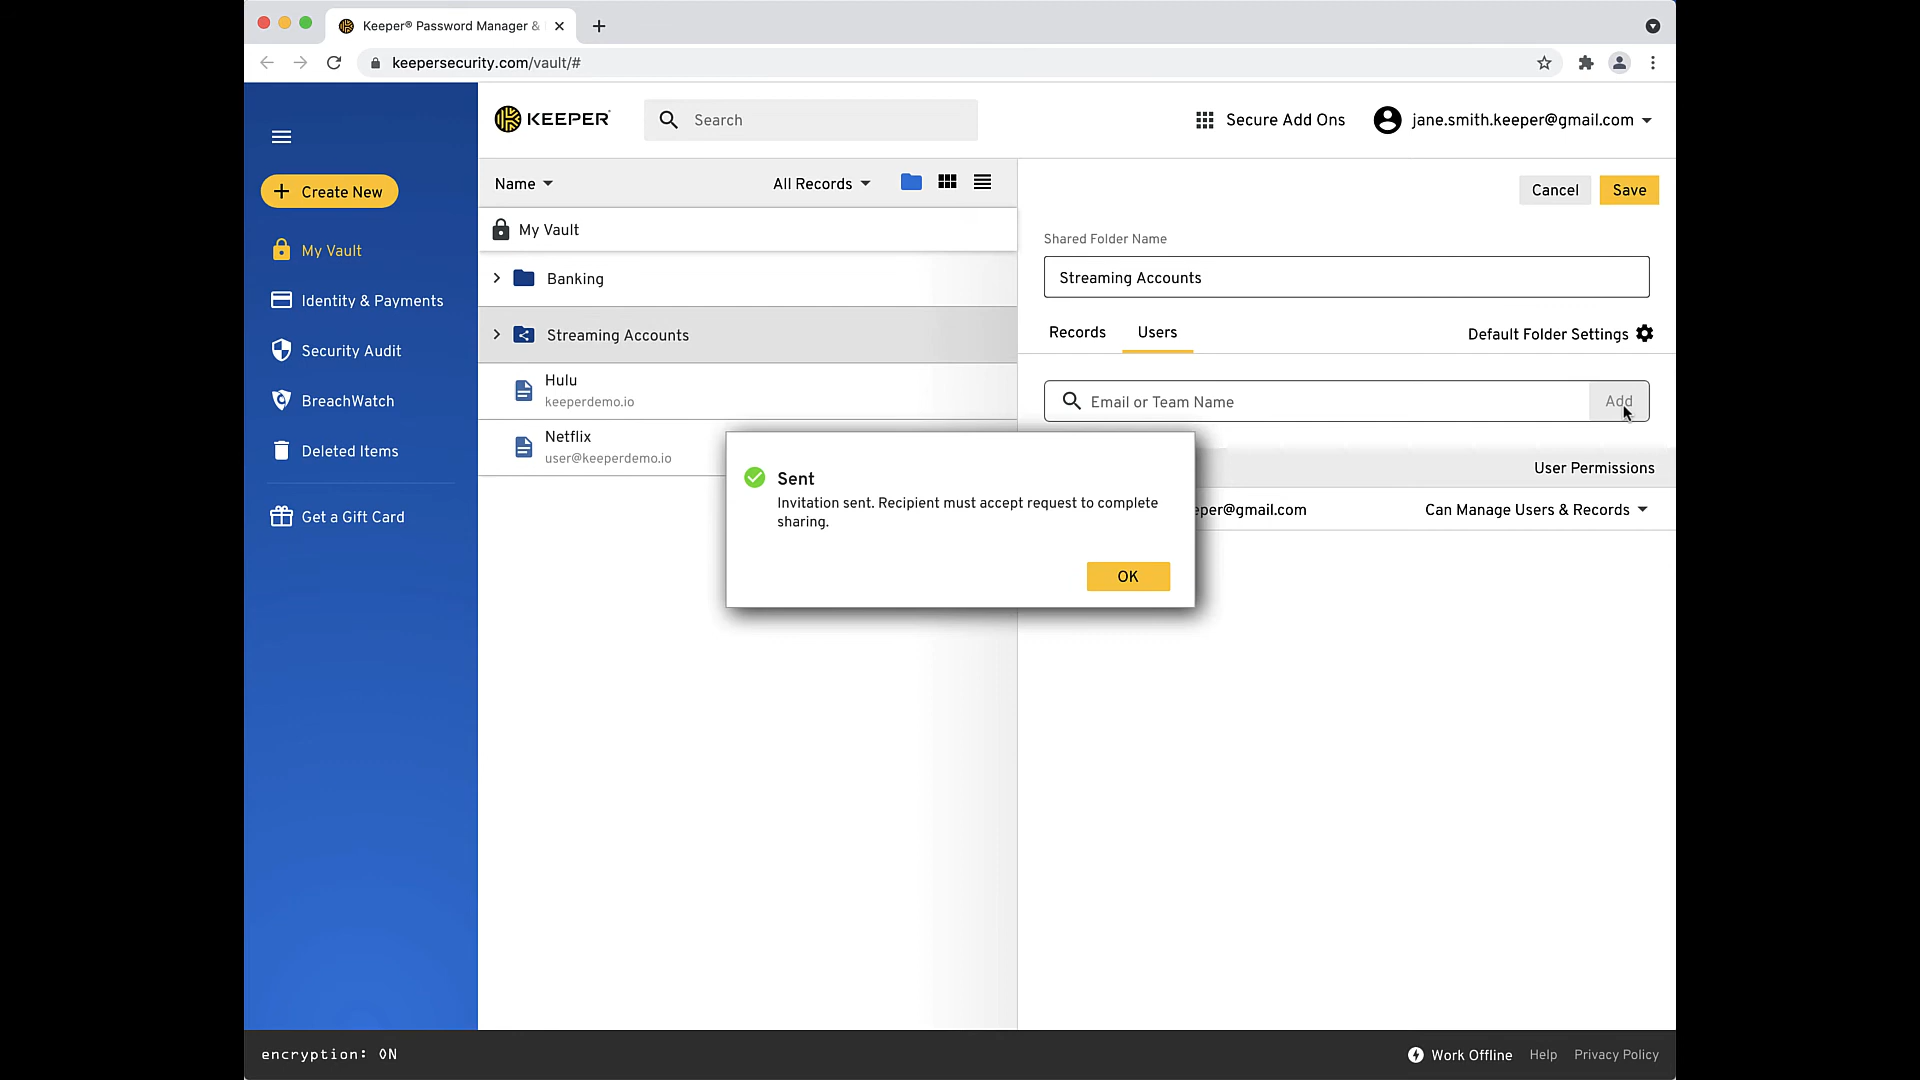 Keeper® Password Manager &
keepersecurity.com/vault/#
KEEPER
Search
Secure Add Ons
jane.smith.keeper@gmail.com
Create New
My Vault
Identity & Payments
Security Audit
BreachWatch
Deleted Items
Get a Gift Card
Name
All Records
My Vault
Banking
Streaming Accounts
Hulu
keeperdemo.io
Netflix
user@keeperdemo.io
Cancel
Save
Shared Folder Name
Streaming Accounts
Records
Users
Default Folder Settings
Email or Team Name
Add
User Permissions
eper@gmail.com
Can Manage Users & Records
Sent
Invitation sent. Recipient must accept request to complete
sharing.
OK
encryption: ON
Work Offline
Help
Privacy Policy